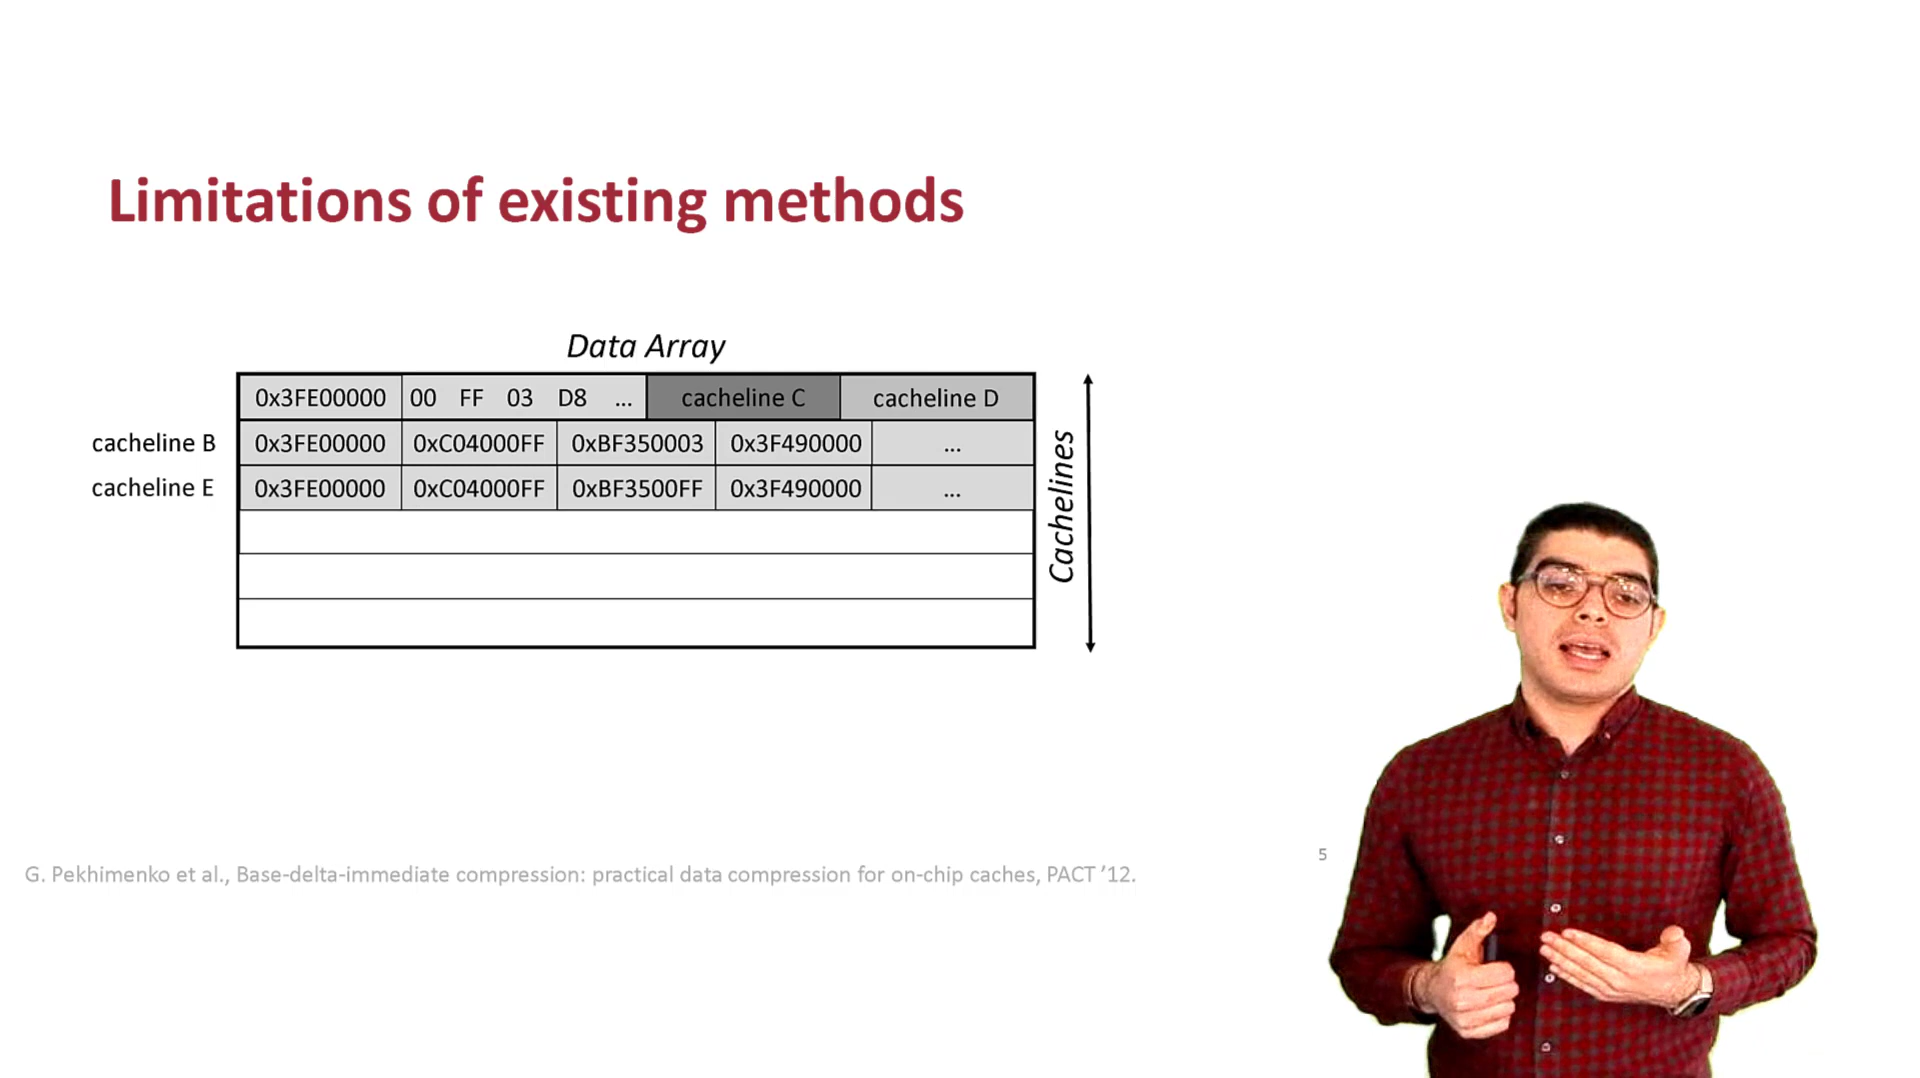 Limitations of existing methods
Data Array
0x3FE00000 00 FF 03 D8 ... cacheline C cacheline D
cacheline B 0x3FE00000 0xC04000FF 0xBF350003 0x3F490000 ...
cacheline E 0x3FE00000 0xC04000FF 0xBF3500FF 0x3F490000 ...
Cachelines
5
G. Pekhimenko et al., Base-delta-immediate compression: practical data compression for on-chip caches, PACT ’12.